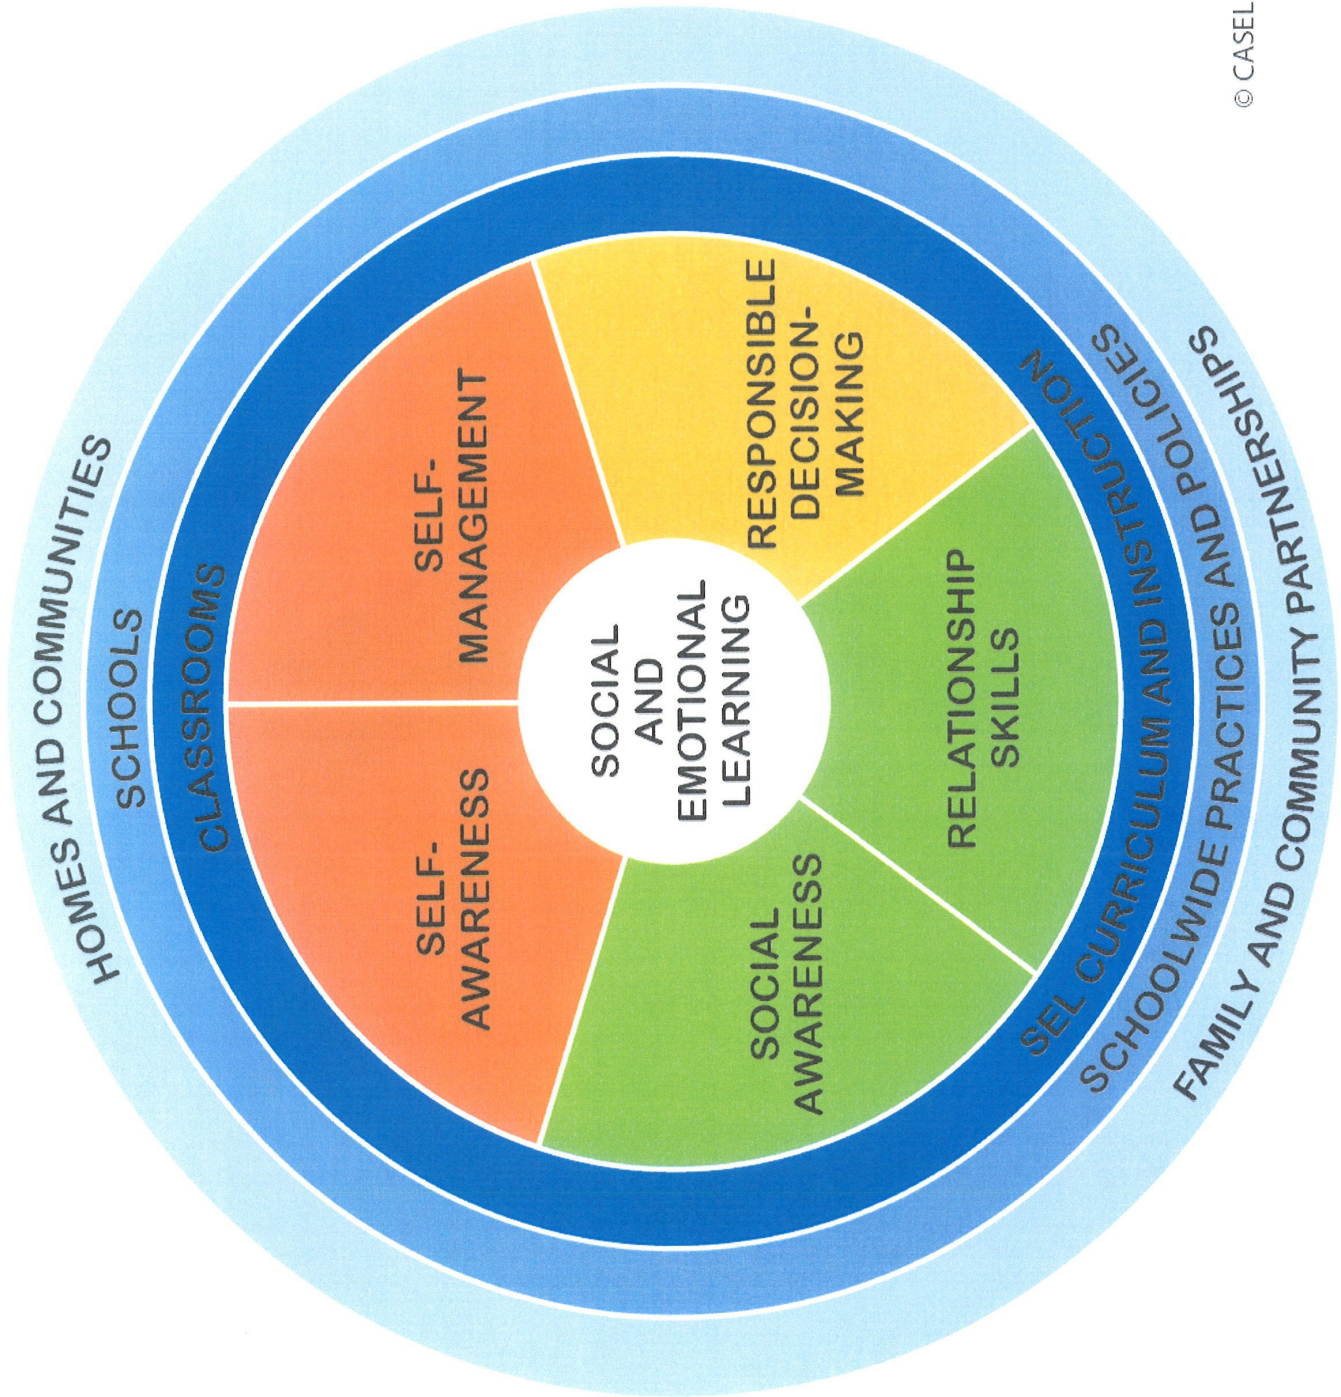 HOMES AND COMMUNITIES
SCHOOLS
CLASSROOMS
SELF-
AWARENESS
SELF-
MANAGEMENT
SOCIAL
AND
EMOTIONAL
LEARNING
SOCIAL
AWARENESS
RESPONSIBLE
DECISION-
MAKING
RELATIONSHIP
SKILLS
SEL CURRICULUM AND INSTRUCTION
SCHOOLWIDE PRACTICES AND POLICIES
FAMILY AND COMMUNITY PARTNERSHIPS
© CASEL